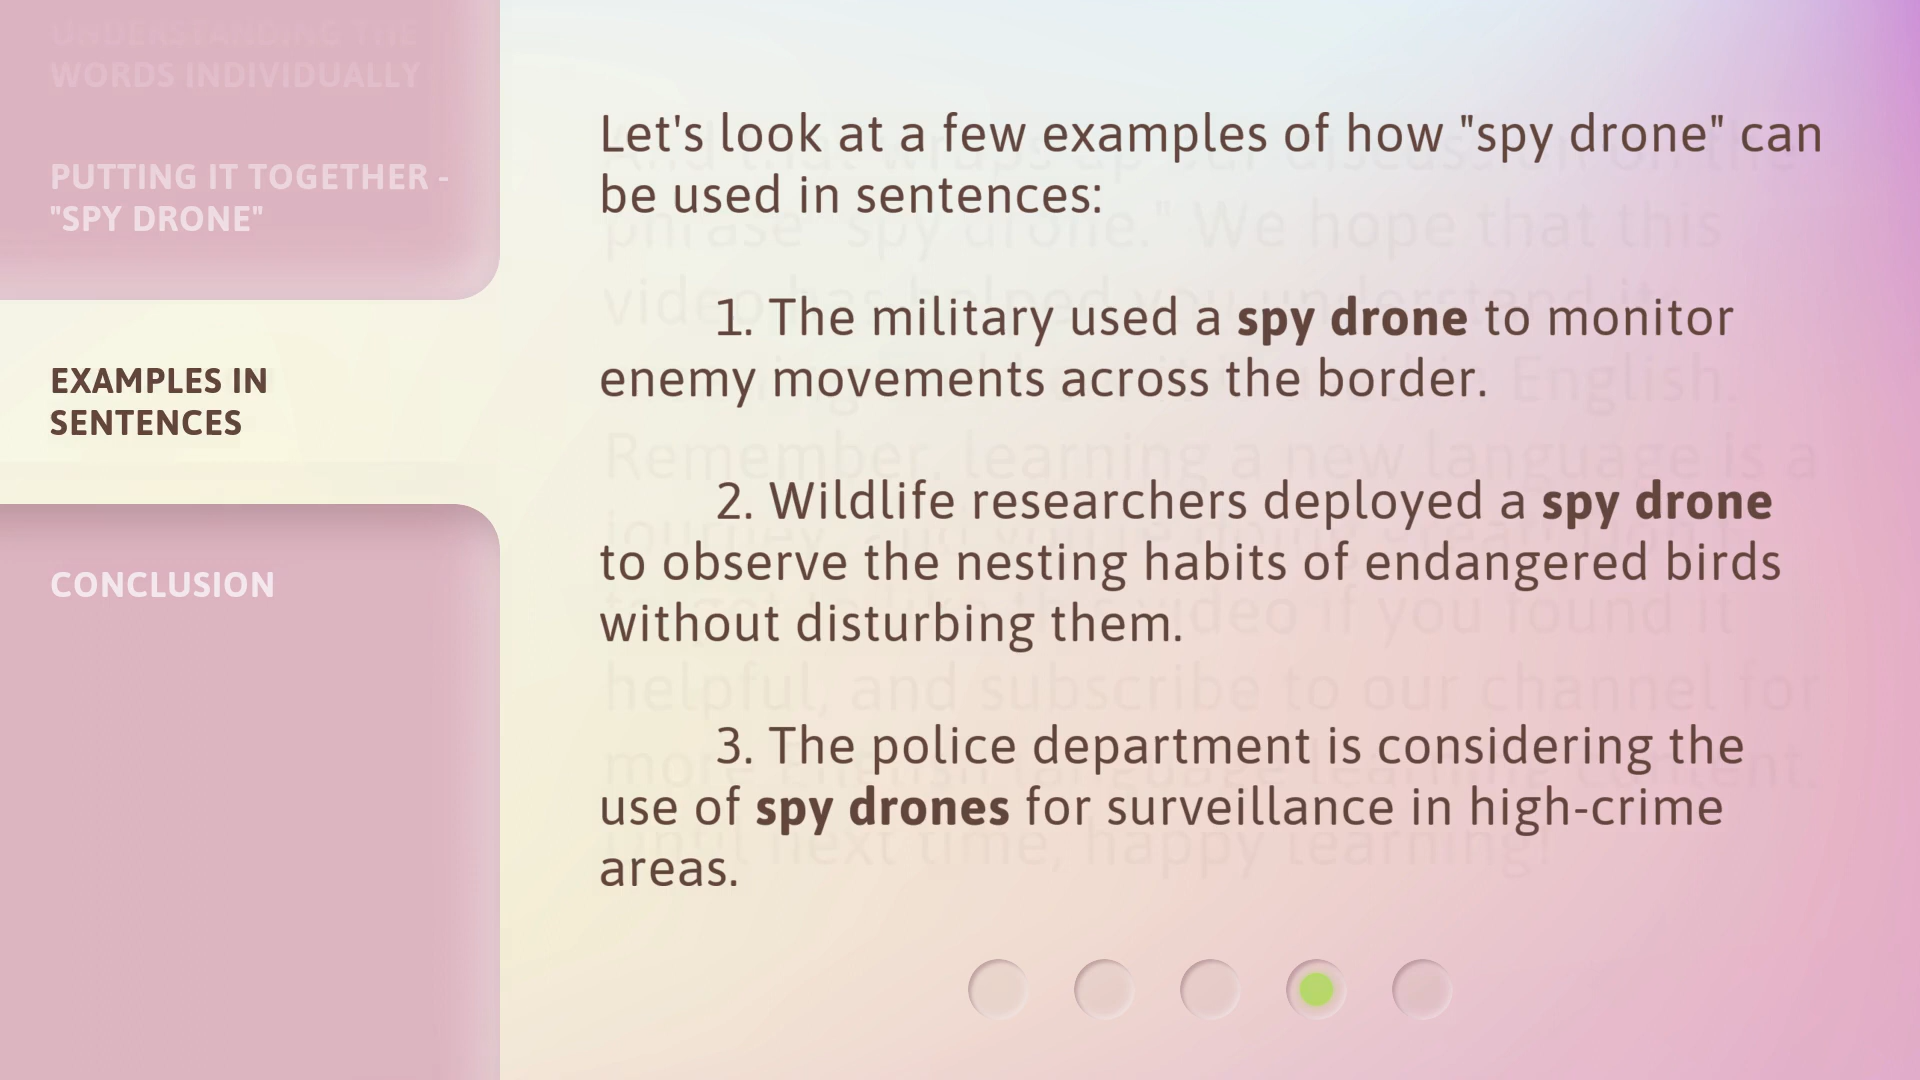 UNDERSTANDING THE
WORDS INDIVIDUALLY
PUTTING IT TOGETHER -
"SPY DRONE"
EXAMPLES IN
SENTENCES
CONCLUSION
Let's look at a few examples of how "spy drone" can
be used in sentences:
1. The military used a spy drone to monitor
enemy movements across the border.
2. Wildlife researchers deployed a spy drone
to observe the nesting habits of endangered birds
without disturbing them.
3. The police department is considering the
use of spy drones for surveillance in high-crime
areas.